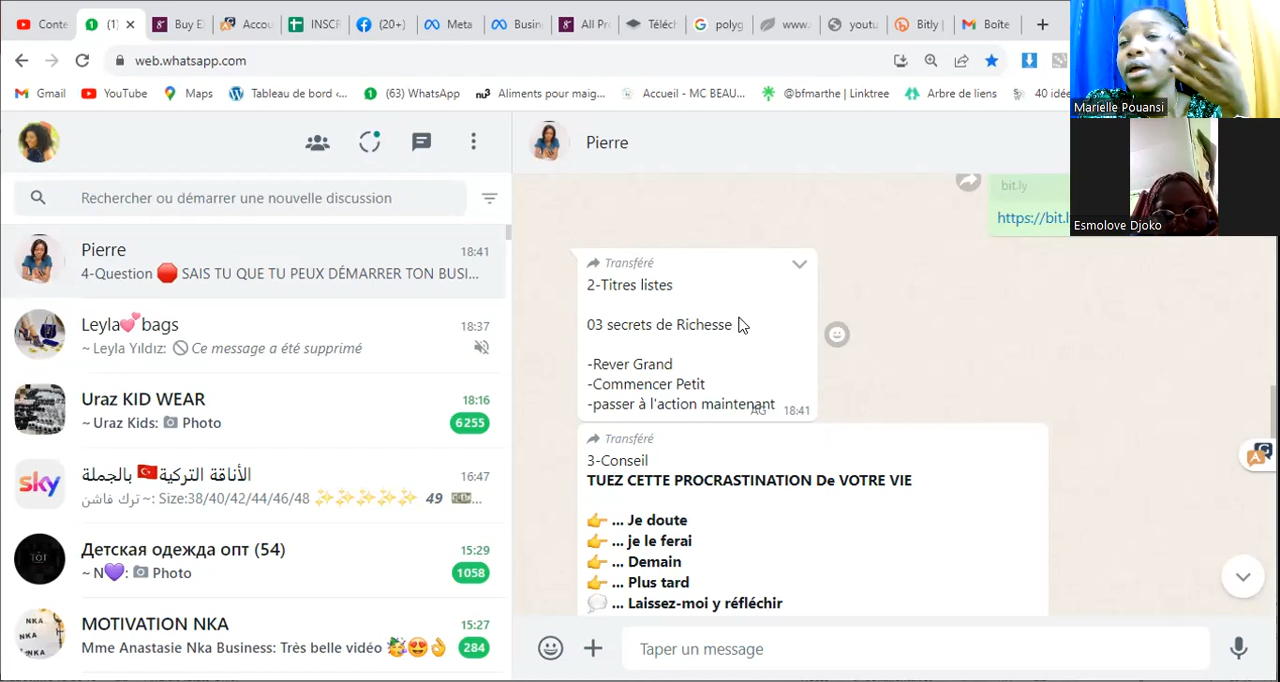 Conte
(1)
Buy E
Accou
INSCR
(20+)
Meta
Busin
All Pr
Téléch
polyg
www.
youtu
Bitly |
Boîte
web.whatsapp.com
Gmail
YouTube
Maps
Tableau de bord ‹...
(63) WhatsApp
Aliments pour maig...
Accueil - MC BEAU...
@bfmarthe | Linktree
Arbre de liens
40 idée
Marielle Pouansi
Esmolove Djoko
Rechercher ou démarrer une nouvelle discussion
Pierre
18:41
4-Question 🛑 SAIS TU QUE TU PEUX DÉMARRER TON BUSI...
Leyla💕bags
18:37
~ Leyla Yıldız: 🚫 Ce message a été supprimé
Uraz KID WEAR
18:16
~ Uraz Kids: 📷 Photo
6255
sky
الأناقة التركية🇹🇷 بالجملة
16:47
ترك فاشن ~: Size:38/40/42/44/46/48 ✨✨✨✨✨ 49 💵...
Детская одежда опт (54)
15:29
~ N💜: 📷 Photo
1058
NKA
NKA
NKA
MOTIVATION NKA
15:27
Mme Anastasie Nka Business: Très belle vidéo 🥳😍👌
284
Pierre
bit.ly
https://bit.l
Transféré
2-Titres listes
03 secrets de Richesse
-Rever Grand
-Commencer Petit
-passer à l'action maintenant
18:41
Transféré
3-Conseil
TUEZ CETTE PROCRASTINATION De VOTRE VIE
👉 ... Je doute
👉 ... je le ferai
👉 ... Demain
👉 ... Plus tard
💭 ... Laissez-moi y réfléchir
Taper un message